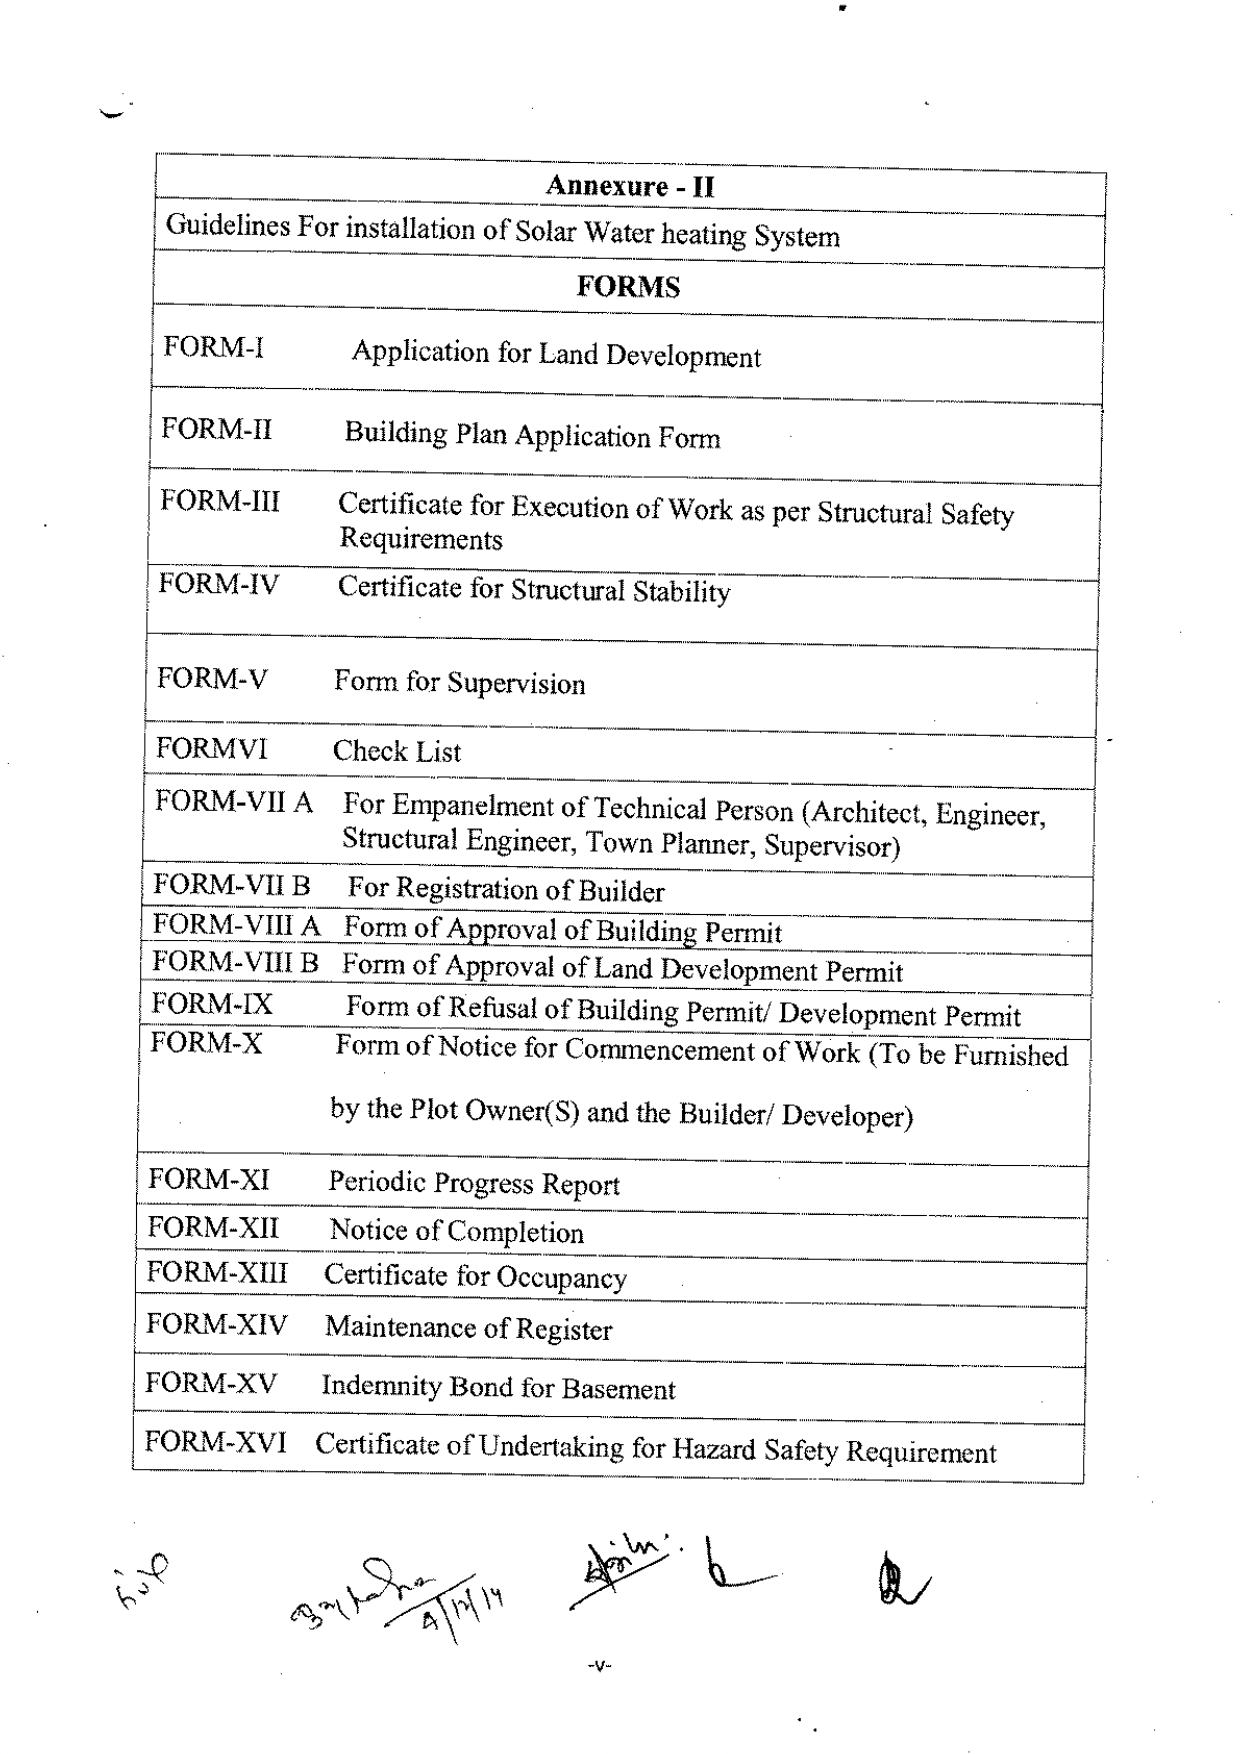 Annexure - II
Guidelines For installation of Solar Water heating System
FORMS
FORM-I Application for Land Development
FORM-II Building Plan Application Form
FORM-III Certificate for Execution of Work as per Structural Safety
Requirements
FORM-IV Certificate for Structural Stability
FORM-V Form for Supervision
FORMVI Check List
FORM-VII A For Empanelment of Technical Person (Architect, Engineer,
Structural Engineer, Town Planner, Supervisor)
FORM-VII B For Registration of Builder
FORM-VIII A Form of Approval of Building Permit
FORM-VIII B Form of Approval of Land Development Permit
FORM-IX Form of Refusal of Building Permit/ Development Permit
FORM-X Form of Notice for Commencement of Work (To be Furnished
by the Plot Owner(S) and the Builder/ Developer)
FORM-XI Periodic Progress Report
FORM-XII Notice of Completion
FORM-XIII Certificate for Occupancy
FORM-XIV Maintenance of Register
FORM-XV Indemnity Bond for Basement
FORM-XVI Certificate of Undertaking for Hazard Safety Requirement
-v-